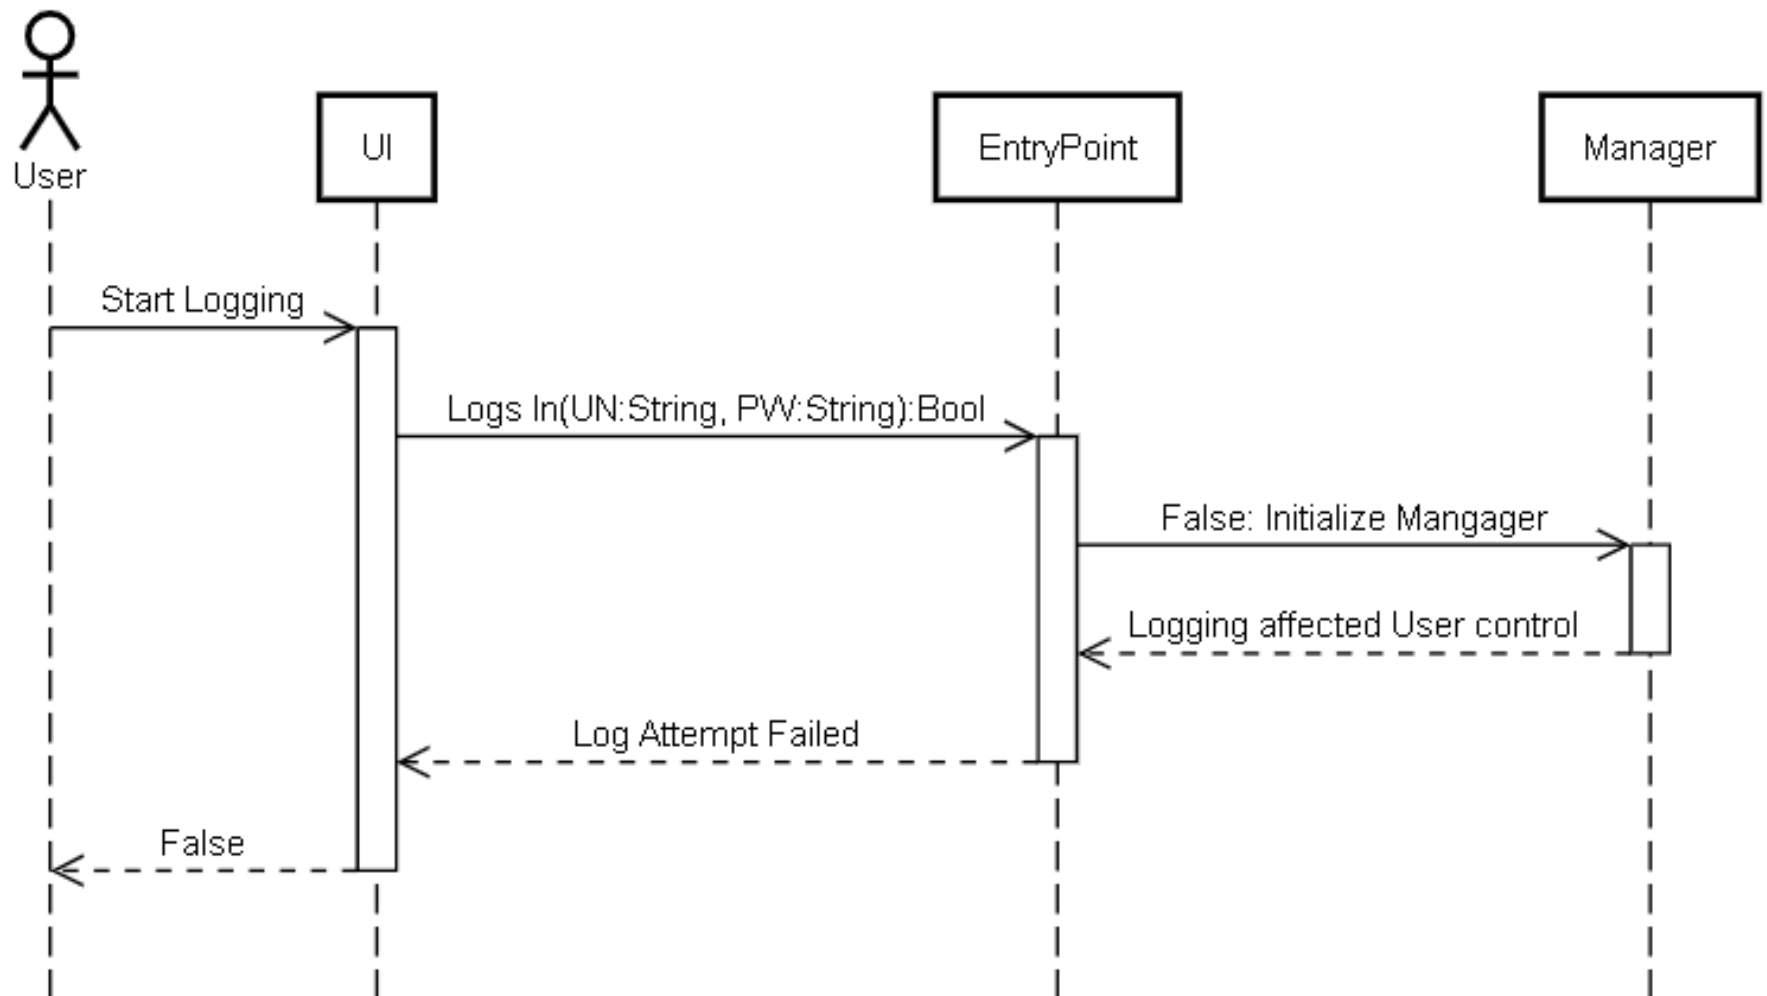 User
UI
EntryPoint
Manager
Start Logging
Logs In(UN:String, PW:String):Bool
False: Initialize Mangager
Logging affected User control
Log Attempt Failed
False